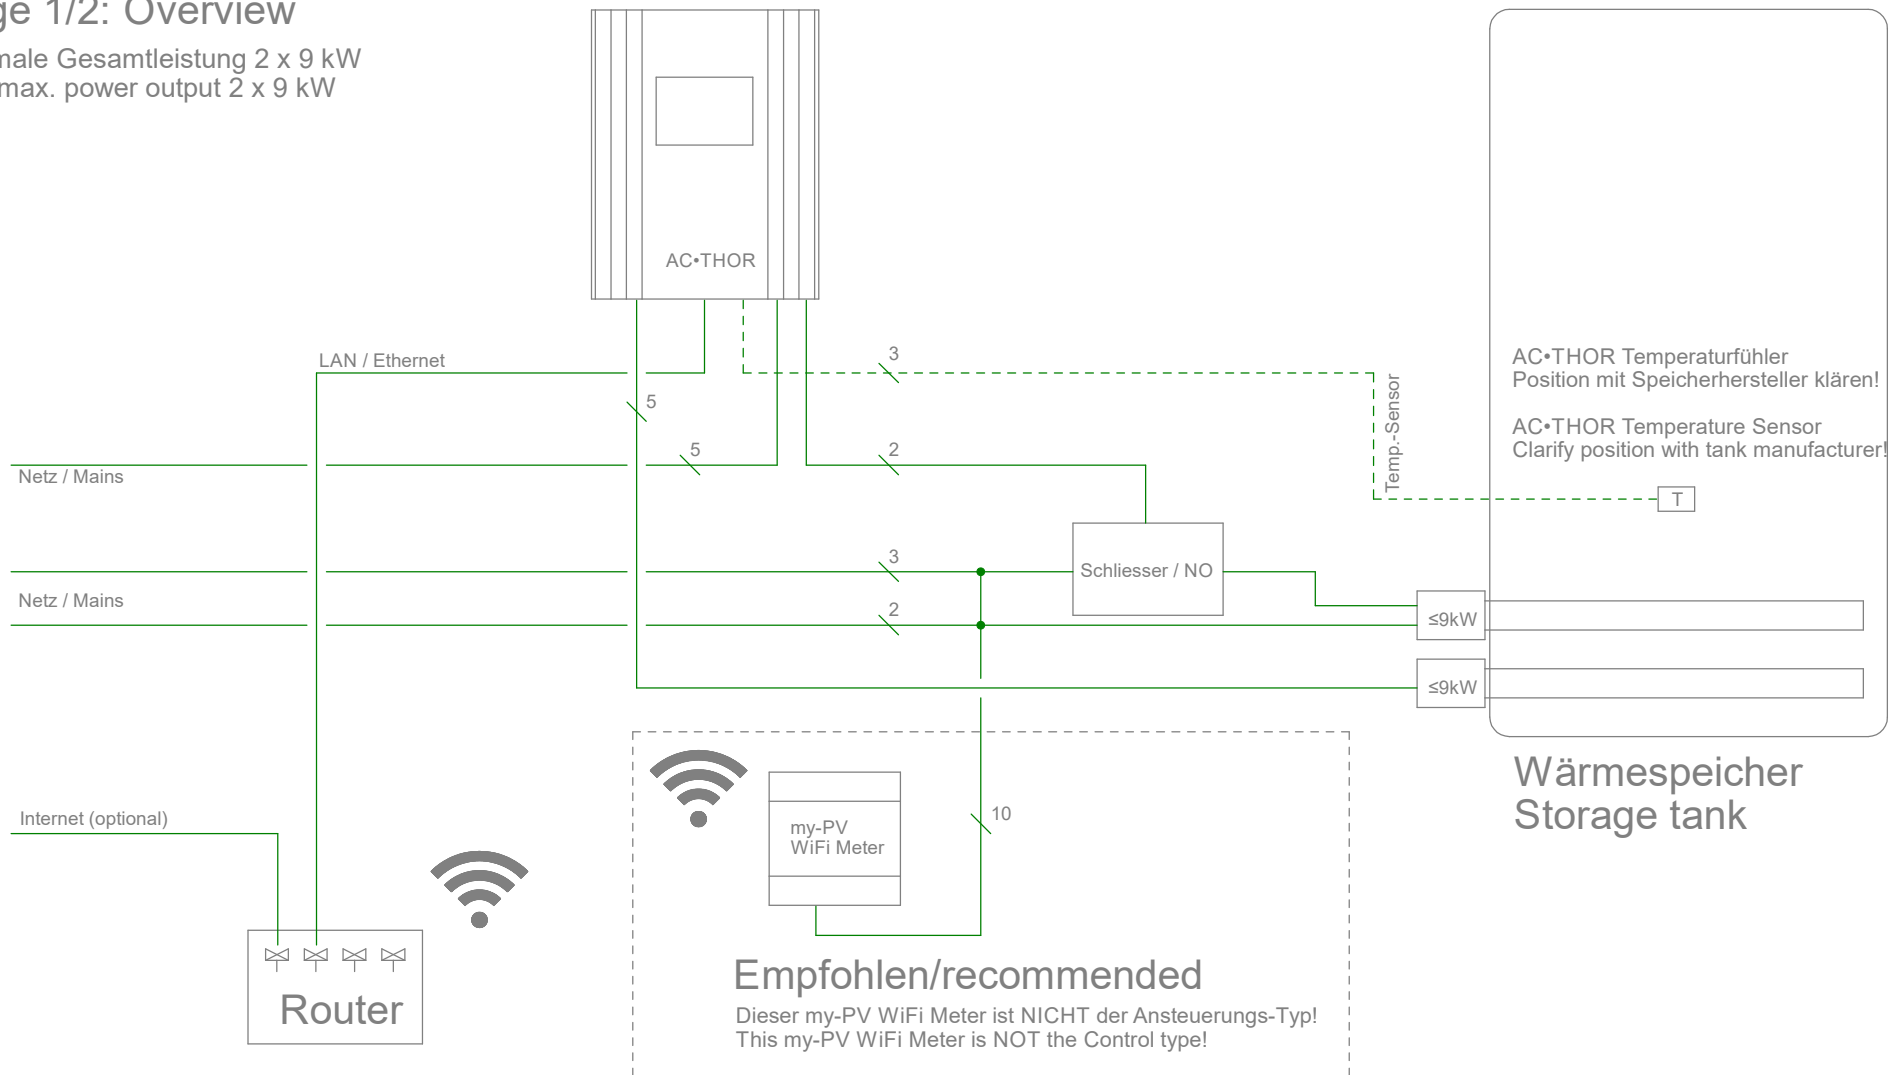 ge 1/2: Overview
male Gesamtleistung 2 x 9 kW
max. power output 2 x 9 kW
AC•THOR
LAN / Ethernet
3
5
5
2
Temp.-Sensor
AC•THOR Temperaturfühler
Position mit Speicherhersteller klären!
AC•THOR Temperature Sensor
Clarify position with tank manufacturer!
Netz / Mains
T
3
Schliesser / NO
Netz / Mains
2
≤9kW
≤9kW
Wärmespeicher
Storage tank
Internet (optional)
my-PV
WiFi Meter
10
Router
Empfohlen/recommended
Dieser my-PV WiFi Meter ist NICHT der Ansteuerungs-Typ!
This my-PV WiFi Meter is NOT the Control type!